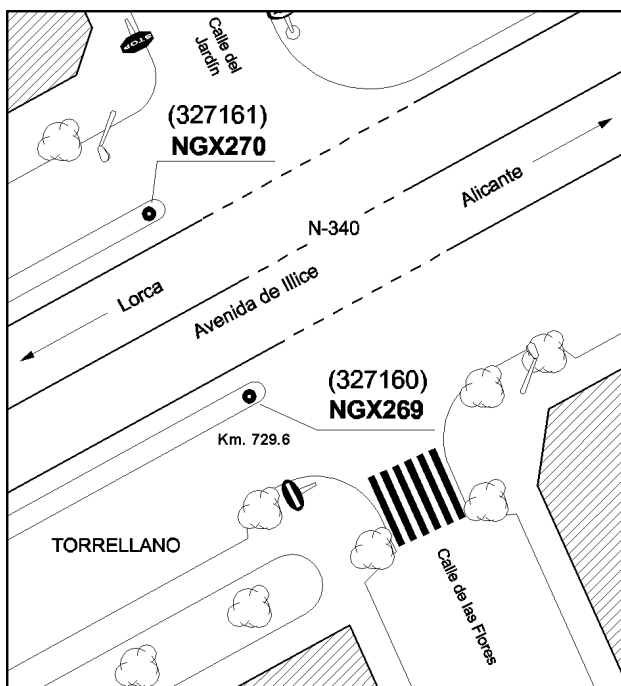 STOP
Calle del
Jardín
(327161)
NGX270
N-340
Alicante
Lorca
Avenida de Illice
(327160)
NGX269
Km. 729.6
TORRELLANO
Calle de las Flores